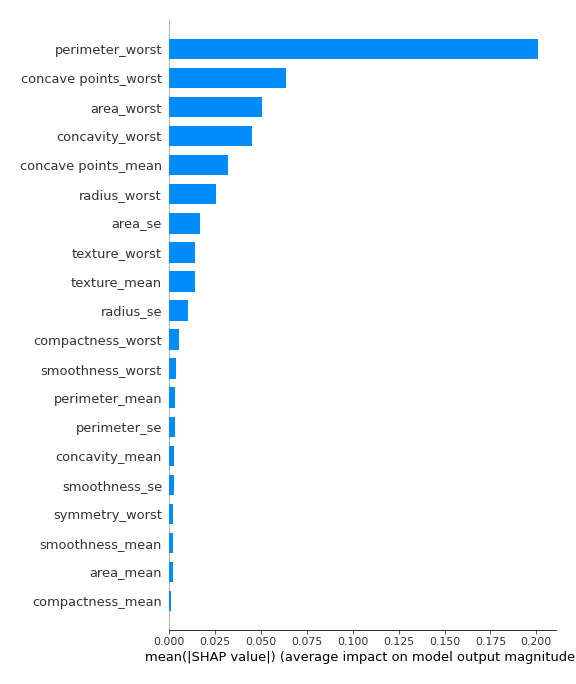 perimeter_worst
concave points_worst
area_worst
concavity_worst
concave points_mean
radius_worst
area_se
texture_worst
texture_mean
radius_se
compactness_worst
smoothness_worst
perimeter_mean
perimeter_se
concavity_mean
smoothness_se
symmetry_worst
smoothness_mean
area_mean
compactness_mean
0.000 0.025 0.050 0.075 0.100 0.125 0.150 0.175 0.200
mean(|SHAP value|) (average impact on model output magnitude